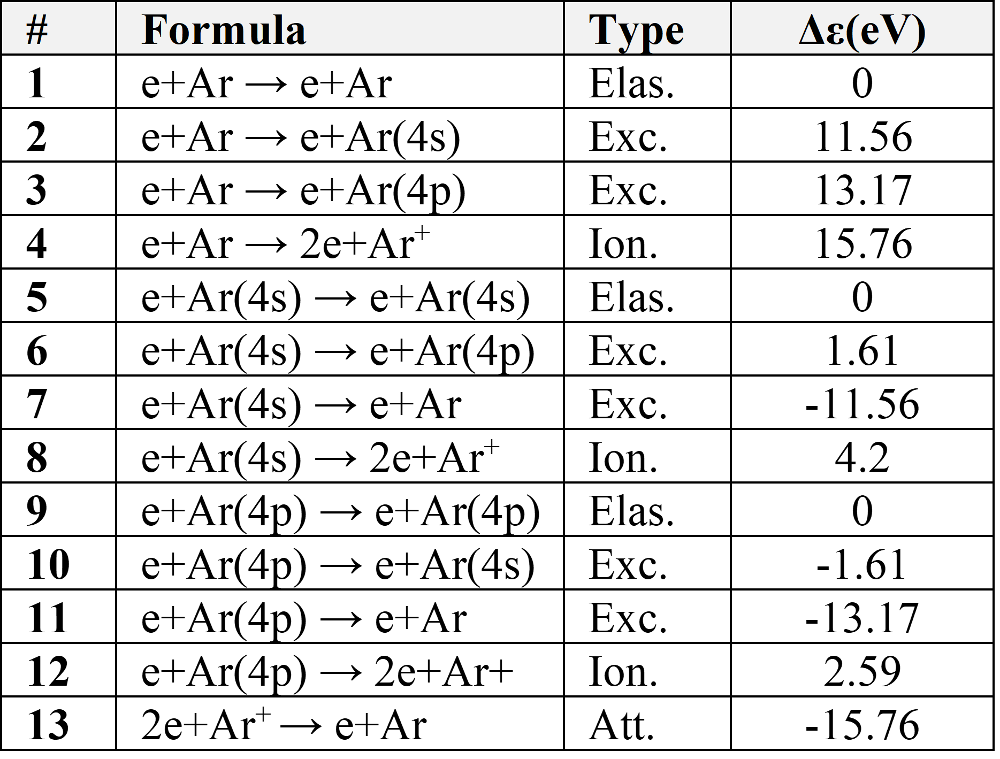 # Formula Type Δε(eV)
1 e+Ar → e+Ar Elas. 0
2 e+Ar → e+Ar(4s) Exc. 11.56
3 e+Ar → e+Ar(4p) Exc. 13.17
4 e+Ar → 2e+Ar⁺ Ion. 15.76
5 e+Ar(4s) → e+Ar(4s) Elas. 0
6 e+Ar(4s) → e+Ar(4p) Exc. 1.61
7 e+Ar(4s) → e+Ar Exc. -11.56
8 e+Ar(4s) → 2e+Ar⁺ Ion. 4.2
9 e+Ar(4p) → e+Ar(4p) Elas. 0
10 e+Ar(4p) → e+Ar(4s) Exc. -1.61
11 e+Ar(4p) → e+Ar Exc. -13.17
12 e+Ar(4p) → 2e+Ar+ Ion. 2.59
13 2e+Ar⁺ → e+Ar Att. -15.76